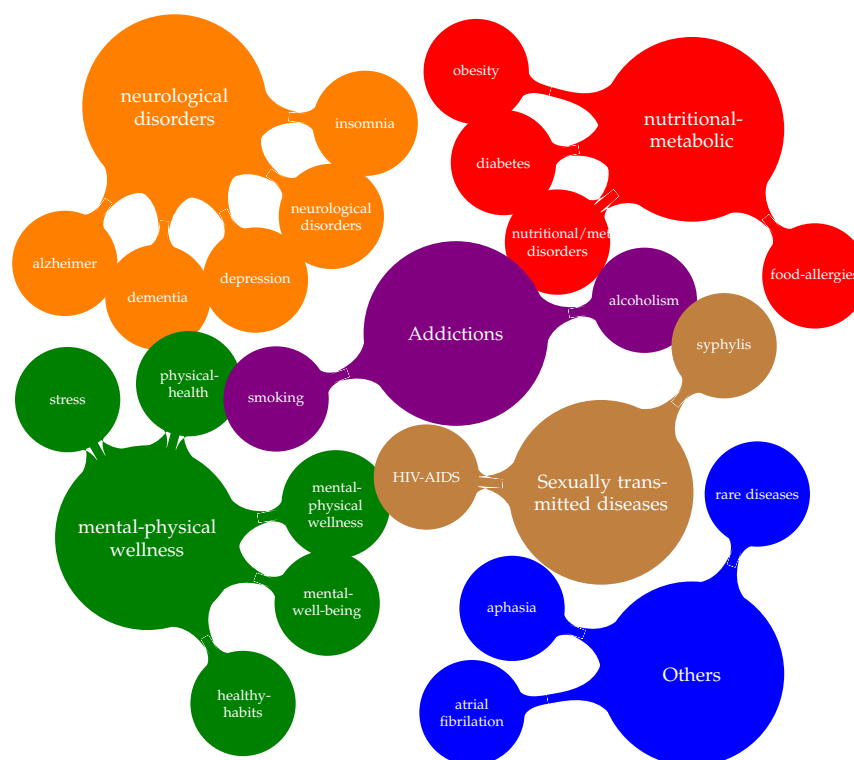 neurological
disorders
insomnia
neurological
disorders
depression
dementia
alzheimer
obesity
nutritional-
metabolic
diabetes
nutritional/met
disorders
food-allergies
Addictions
alcoholism
smoking
syphylis
HIV-AIDS
Sexually trans-
mitted diseases
stress
physical-
health
mental-physical
wellness
mental-
physical
wellness
mental-
well-being
healthy-
habits
rare diseases
aphasia
Others
atrial
fibrilation